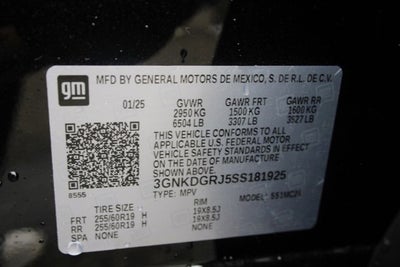 gm
MFD BY GENERAL MOTORS DE MEXICO, S. DE R.L. DE C.V.
01/25 GVWR GAWR FRT GAWR RR
2950 KG 1500 KG 1600 KG
6504 LB 3307 LB 3527 LB
THIS VEHICLE CONFORMS TO ALL
APPLICABLE U.S. FEDERAL MOTOR
VEHICLE SAFETY STANDARDS IN EFFECT
ON THE DATE OF MANUFACTURE SHOWN ABOVE.
3GNKDGRJ5SS181925
8555 TYPE: MPV
RIM
FRT 255/60R19 H 19X8.5J
RR 255/60R19 H 19X8.5J
SPA NONE NONE